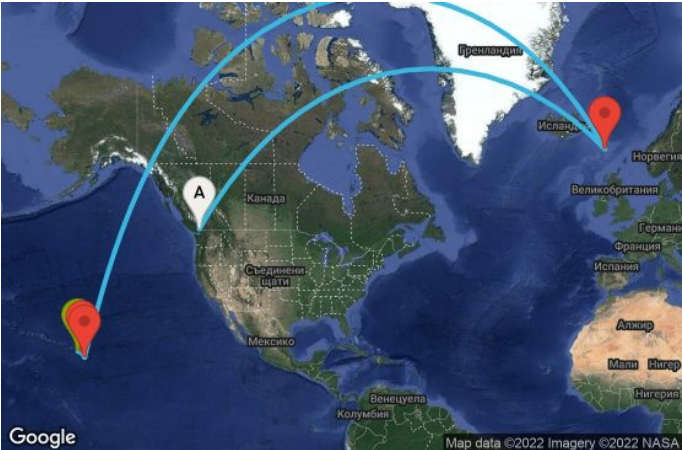 Гренландия
Исландия
Норвегия
A
Канада
Великобритания
Герман
Франция
Испания
Съединени
щати
Алжир
Мексико
Мали
Нигер
Венецуела
Нигерия
Колумбия
Google
Map data ©2022 Imagery ©2022 NASA